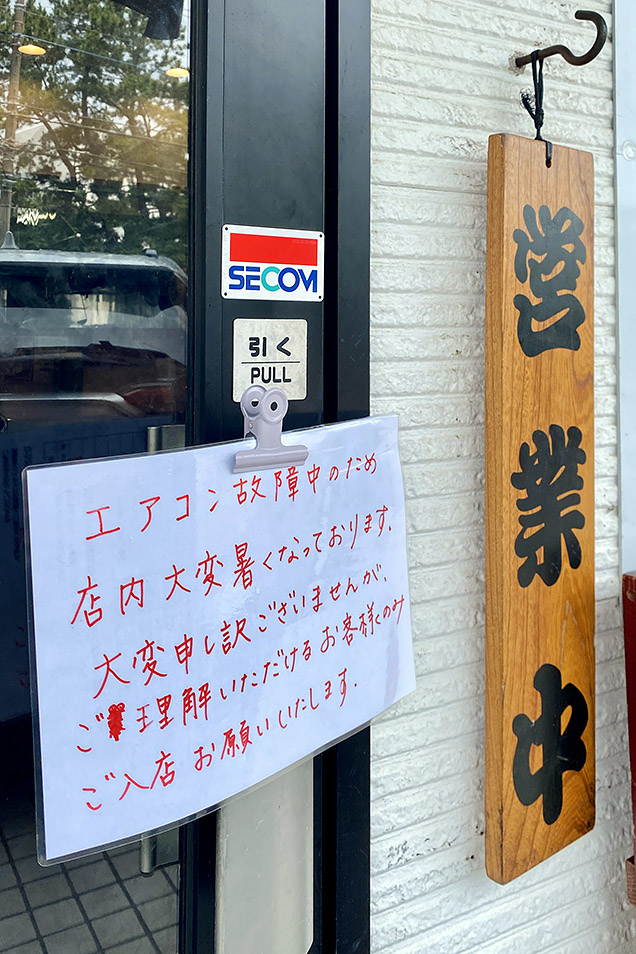 SECOM
引く
PULL
エアコン故障中のため
店内大変暑くなっております.
大変申し訳ございませんが、
ご理解いただけるお客様のみ
ご入店お願いいたします.
営業中